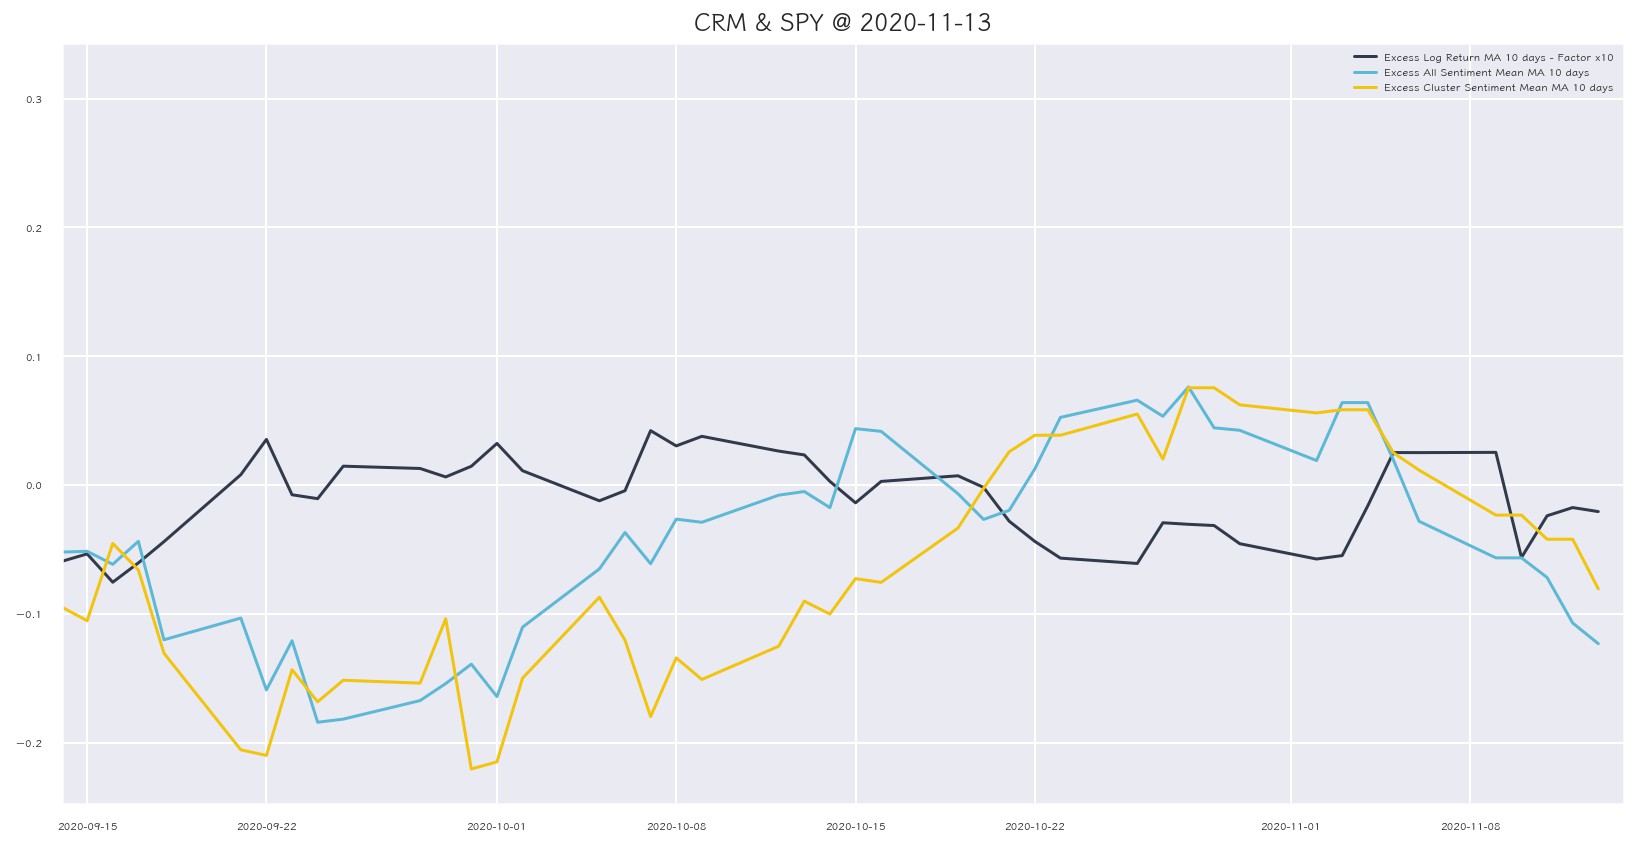 CRM & SPY @ 2020-11-13
Excess Log Return MA 10 days - Factor x10
Excess All Sentiment Mean MA 10 days
Excess Cluster Sentiment Mean MA 10 days
0.3
0.2
0.1
0.0
−0.1
−0.2
2020-09-15 2020-09-22 2020-10-01 2020-10-08 2020-10-15 2020-10-22 2020-11-01 2020-11-08